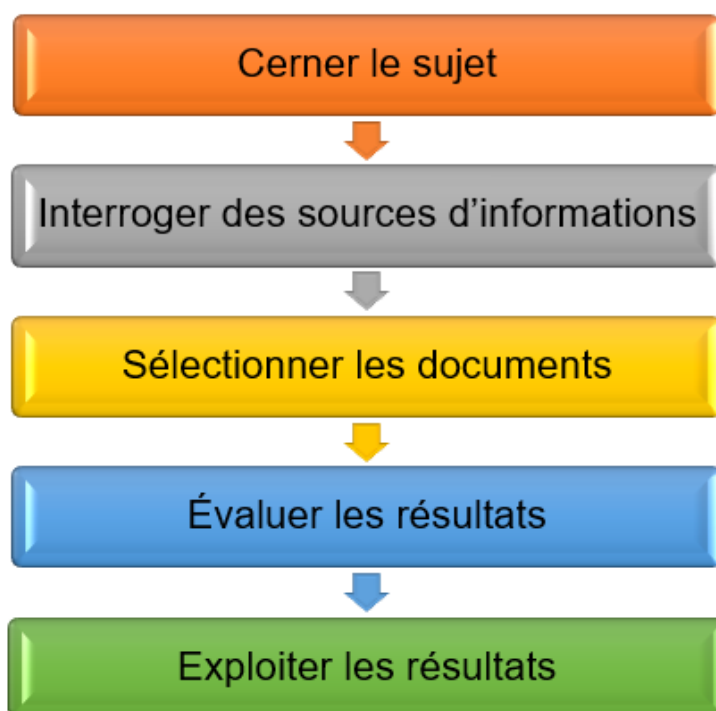 Cerner le sujet
Interroger des sources d’informations
Sélectionner les documents
Évaluer les résultats
Exploiter les résultats